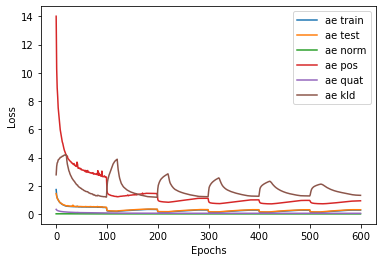 14
12
10
8
6
4
2
0
Loss
0 100 200 300 400 500 600
Epochs
ae train
ae test
ae norm
ae pos
ae quat
ae kld